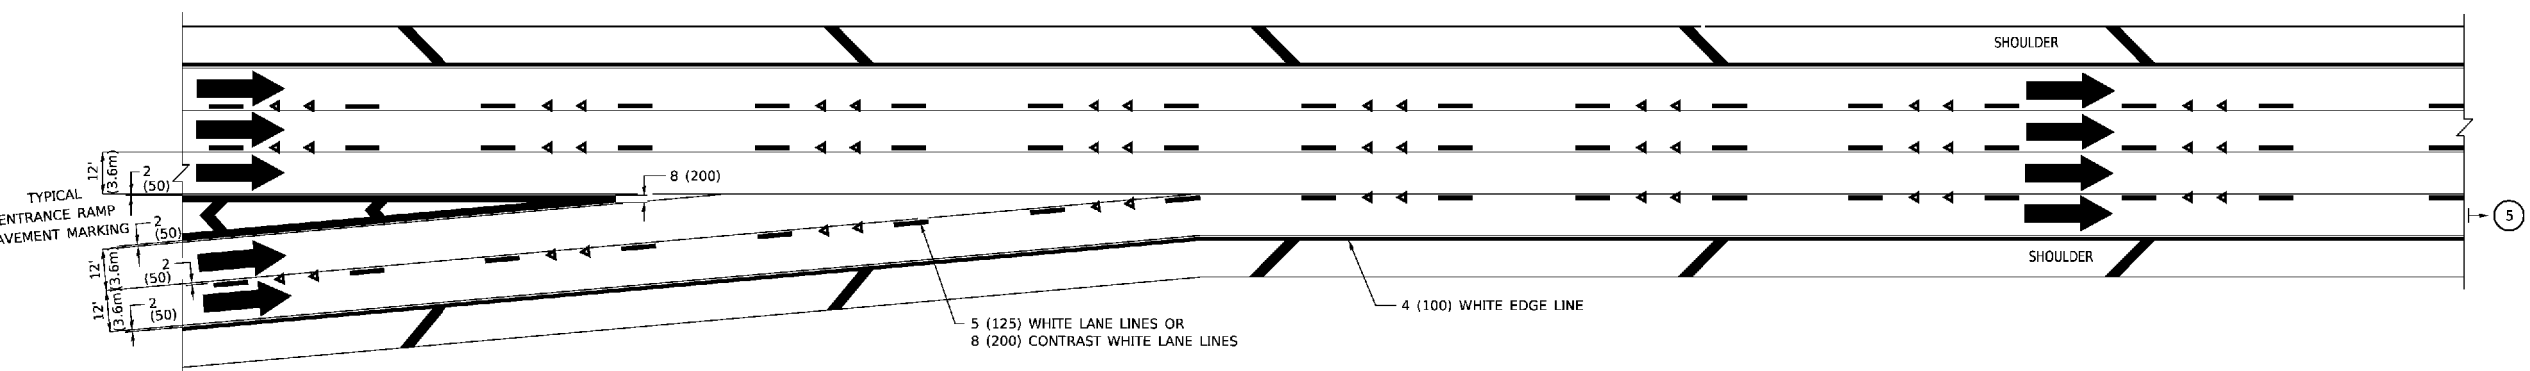 SHOULDER
12'
(3.6m)
2
(50)
8 (200)
TYPICAL
ENTRANCE RAMP
AVEMENT MARKING
2
(50)
5
12'
(3.6m)
2
(50)
SHOULDER
12'
(3.6m)
2
(50)
4 (100) WHITE EDGE LINE
5 (125) WHITE LANE LINES OR
8 (200) CONTRAST WHITE LANE LINES